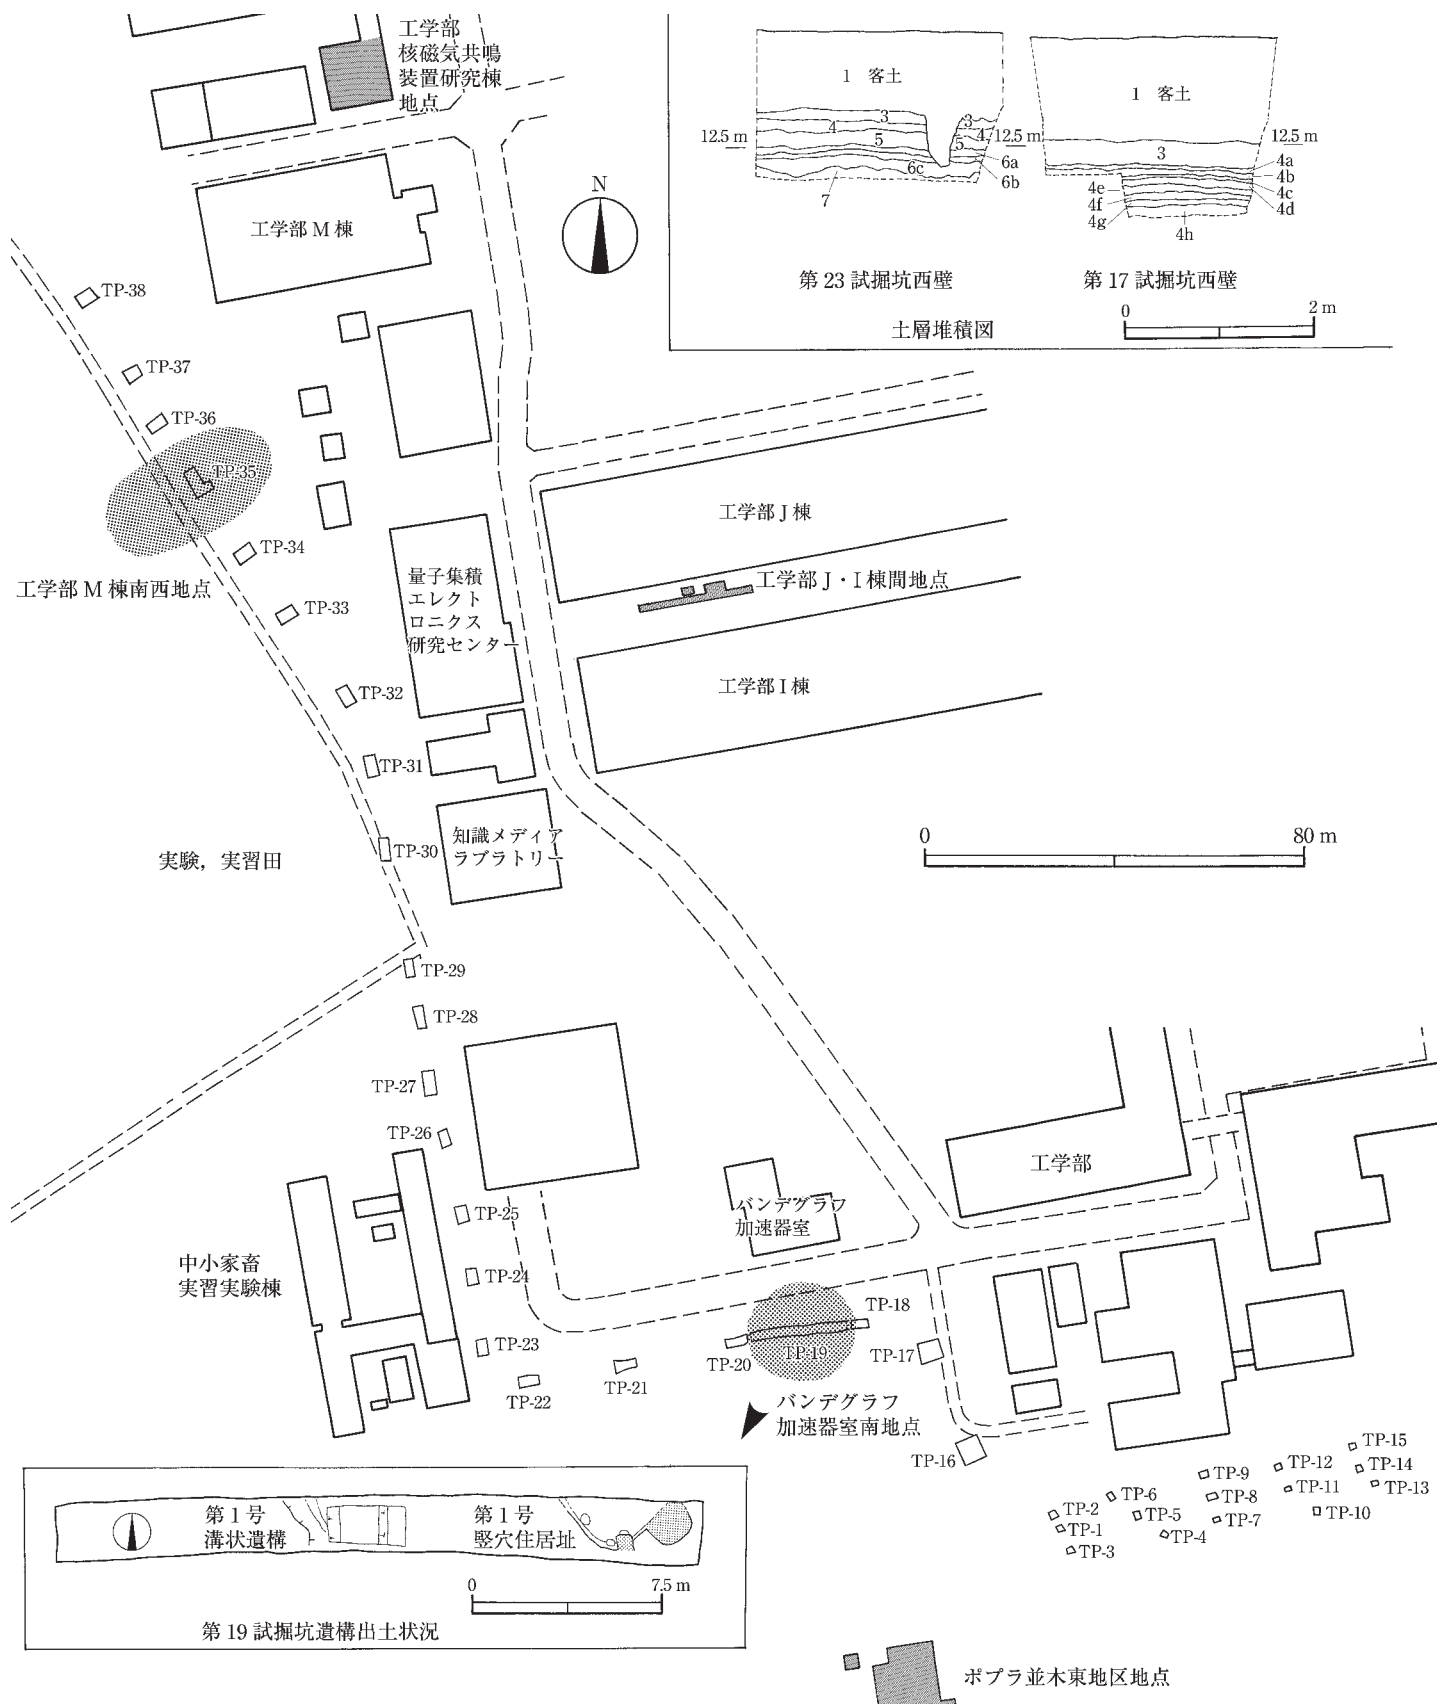 工学部
核磁気共鳴
装置研究棟
地点
1 客土
3
4
5
6c
7
3
4
5
6a
6b
12.5 m
12.5 m
第 23 試掘坑西壁
1 客土
12.5 m
3
4a
4b
4c
4d
4e
4f
4g
4h
第 17 試掘坑西壁
土層堆積図
0
2 m
工学部 M 棟
N
TP-38
TP-37
TP-36
TP-35
TP-34
工学部 M 棟南西地点
TP-33
TP-32
TP-31
TP-30
工学部 J 棟
工学部 J・I 棟間地点
工学部 I 棟
量子集積
エレクト
ロニクス
研究センター
知識メディア
ラブラトリー
実験，実習田
0
80 m
TP-29
TP-28
TP-27
TP-26
TP-25
TP-24
TP-23
TP-22
TP-21
TP-20
TP-19
TP-18
TP-17
TP-16
中小家畜
実習実験棟
バンデグラフ
加速器室
工学部
バンデグラフ
加速器室南地点
TP-15
TP-14
TP-13
TP-12
TP-11
TP-10
TP-9
TP-8
TP-7
TP-6
TP-5
TP-4
TP-2
TP-1
TP-3
第 1 号
溝状遺構
第 1 号
竪穴住居址
0
7.5 m
第 19 試掘坑遺構出土状況
ポプラ並木東地区地点